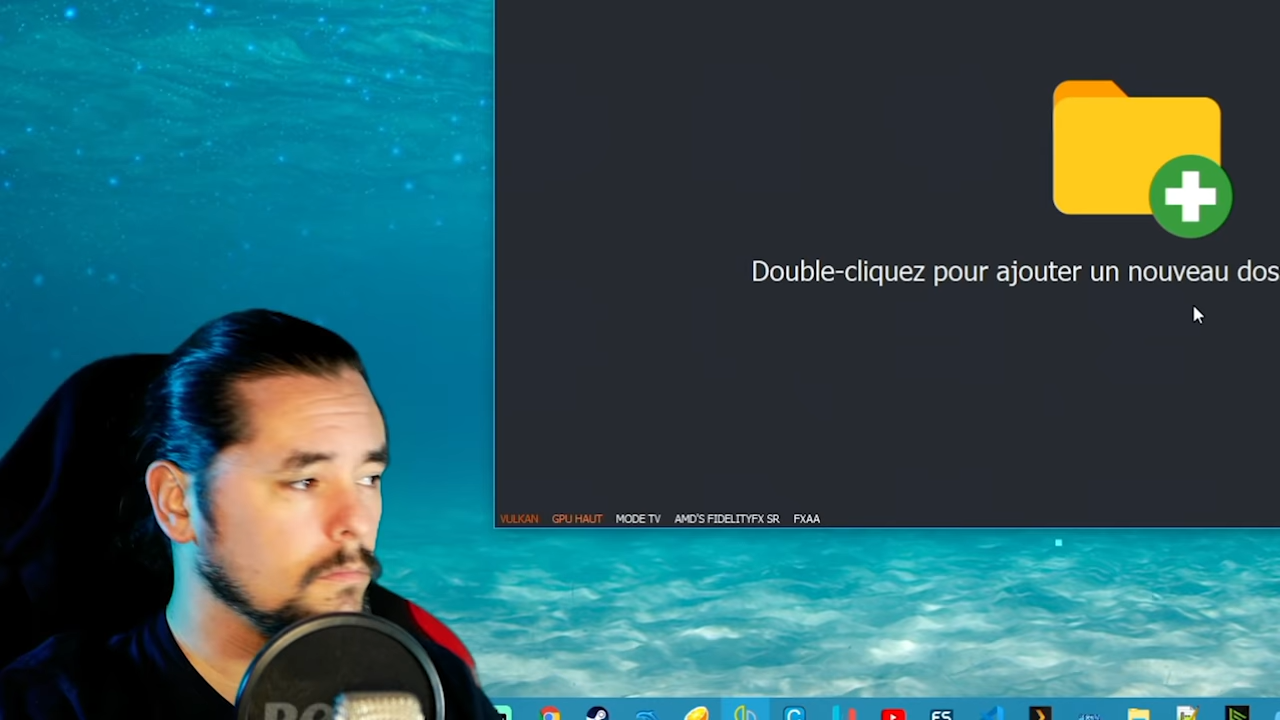 Double-cliquez pour ajouter un nouveau dos
VULKAN GPU HAUT MODE TV AMD'S FIDELITYFX SR FXAA